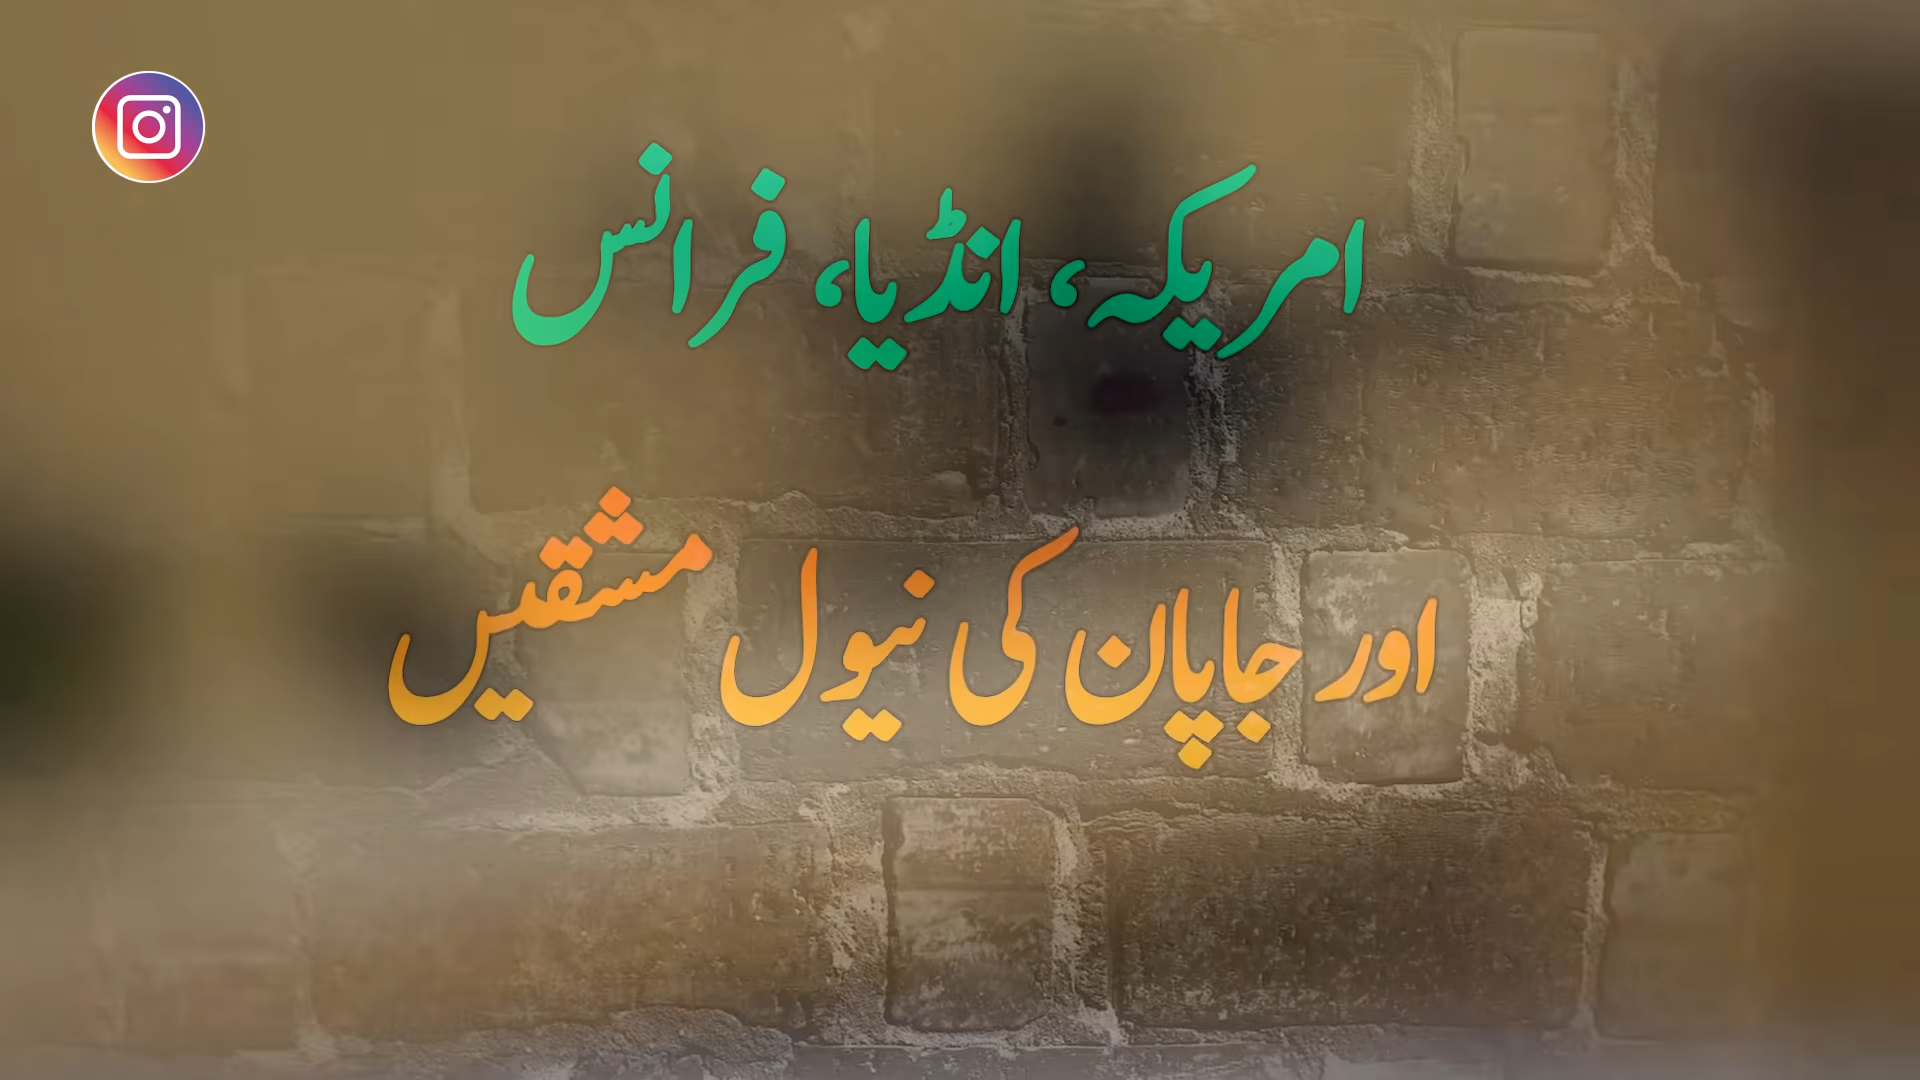 امریکہ، انڈیا، فرانس
اور جاپان کی نیول مشقیں